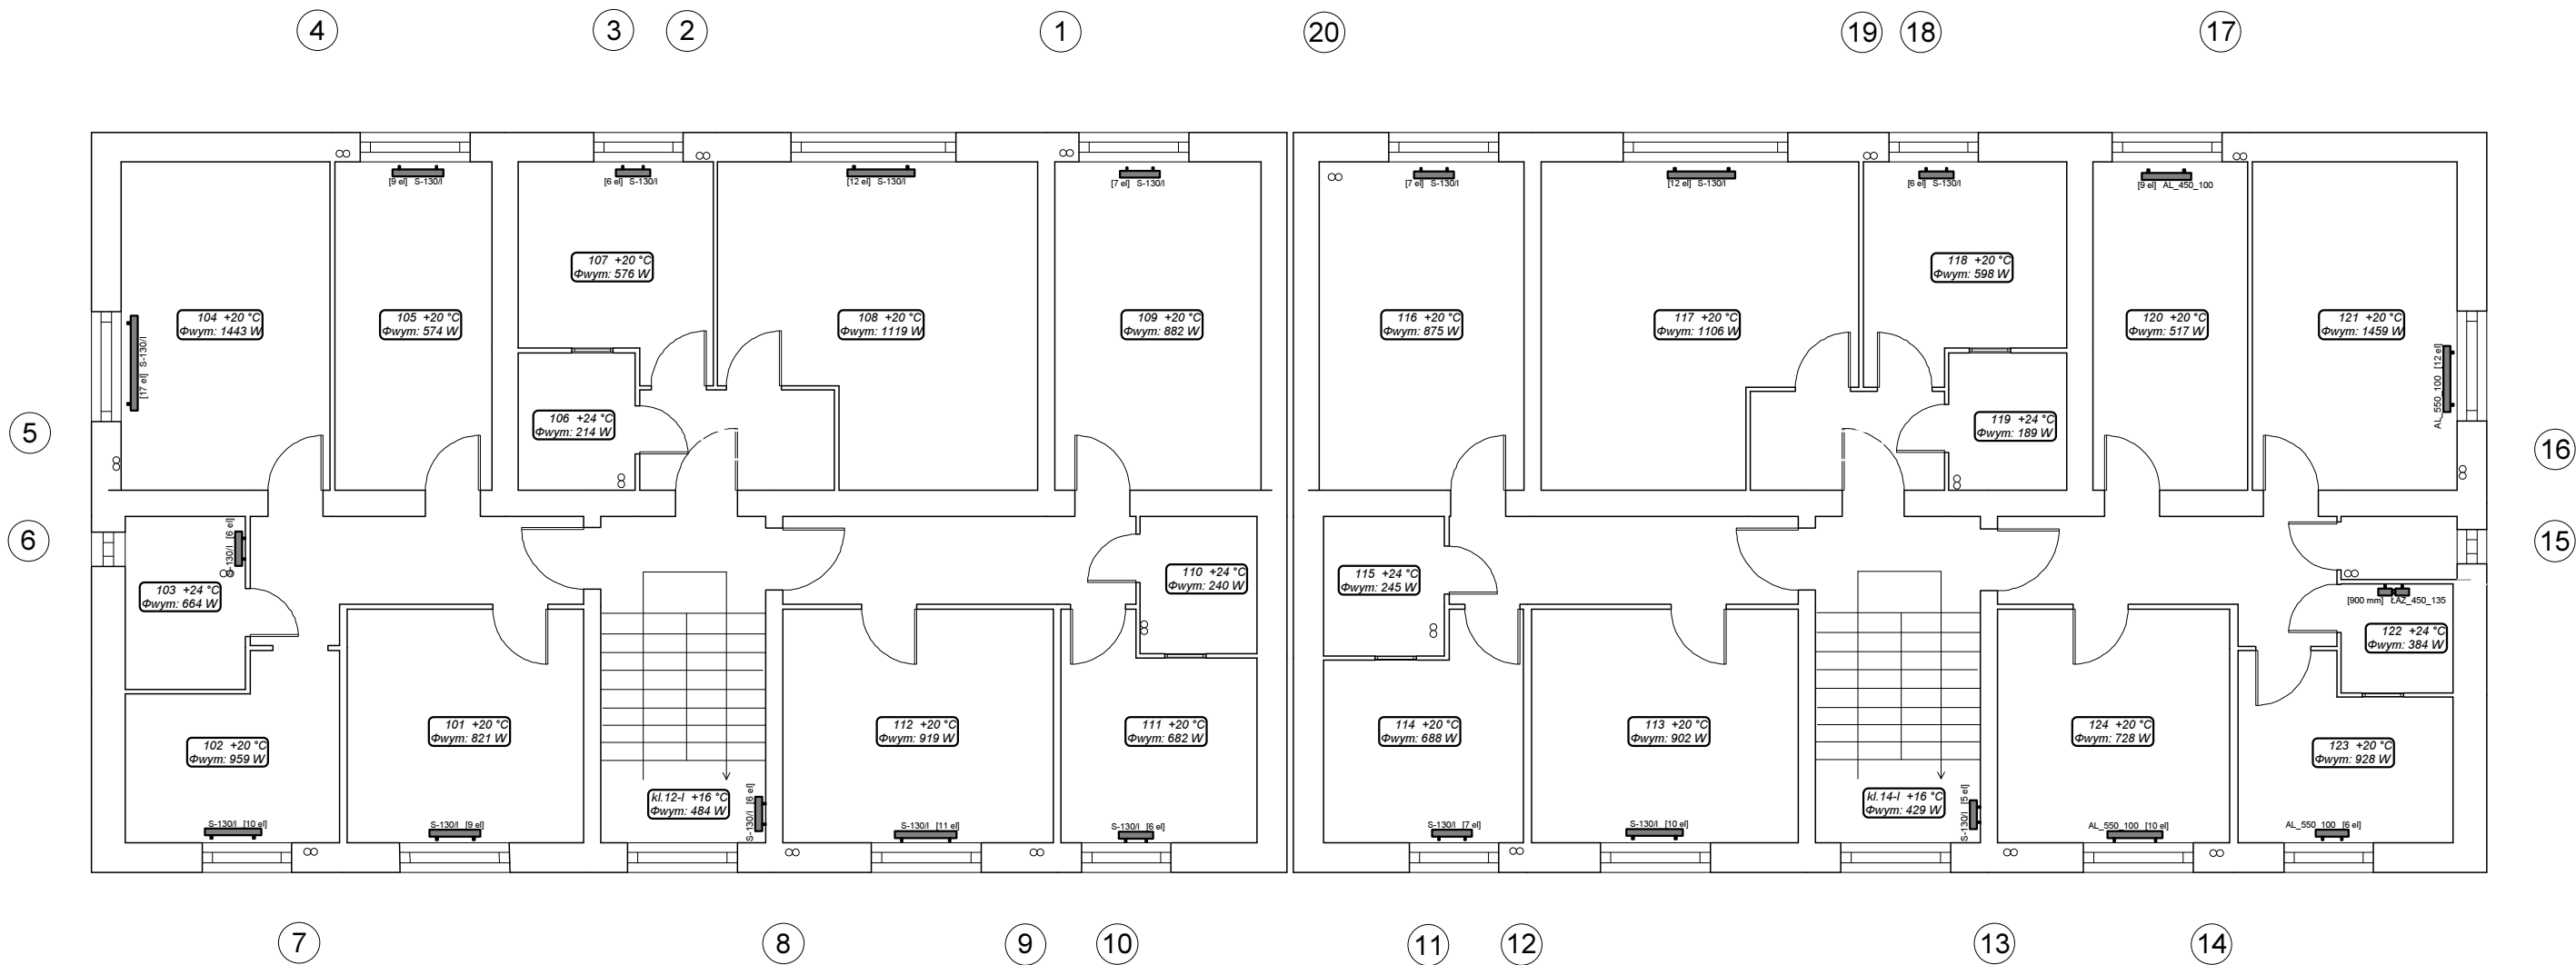 4
3
2
1
20
19
18
17
[9 el] S-130/I
[6 el] S-130/I
[12 el] S-130/I
[7 el] S-130/I
[7 el] S-130/I
[12 el] S-130/I
[6 el] S-130/I
[9 el] AL_450_100
107 +20 °C
Φwym: 576 W
118 +20 °C
Φwym: 598 W
104 +20 °C
Φwym: 1443 W
105 +20 °C
Φwym: 574 W
108 +20 °C
Φwym: 1119 W
109 +20 °C
Φwym: 882 W
116 +20 °C
Φwym: 875 W
117 +20 °C
Φwym: 1106 W
120 +20 °C
Φwym: 517 W
121 +20 °C
Φwym: 1459 W
[17 el] S-130/I
AL_550_100 [12 el]
106 +24 °C
Φwym: 214 W
119 +24 °C
Φwym: 189 W
5
16
6
15
-130/I [6 el]
103 +24 °C
Φwym: 664 W
110 +24 °C
Φwym: 240 W
115 +24 °C
Φwym: 245 W
[900 mm] ŁAZ_450_135
122 +24 °C
Φwym: 384 W
102 +20 °C
Φwym: 959 W
101 +20 °C
Φwym: 821 W
112 +20 °C
Φwym: 919 W
111 +20 °C
Φwym: 682 W
114 +20 °C
Φwym: 688 W
113 +20 °C
Φwym: 902 W
124 +20 °C
Φwym: 728 W
123 +20 °C
Φwym: 928 W
kl.12-I +16 °C
Φwym: 484 W
S-130/I [6 el]
kl.14-I +16 °C
Φwym: 429 W
S-130/I [5 el]
S-130/I [10 el]
S-130/I [9 el]
S-130/I [11 el]
S-130/I [6 el]
S-130/I [7 el]
S-130/I [10 el]
AL_550_100 [10 el]
AL_550_100 [6 el]
7
8
9
10
11
12
13
14